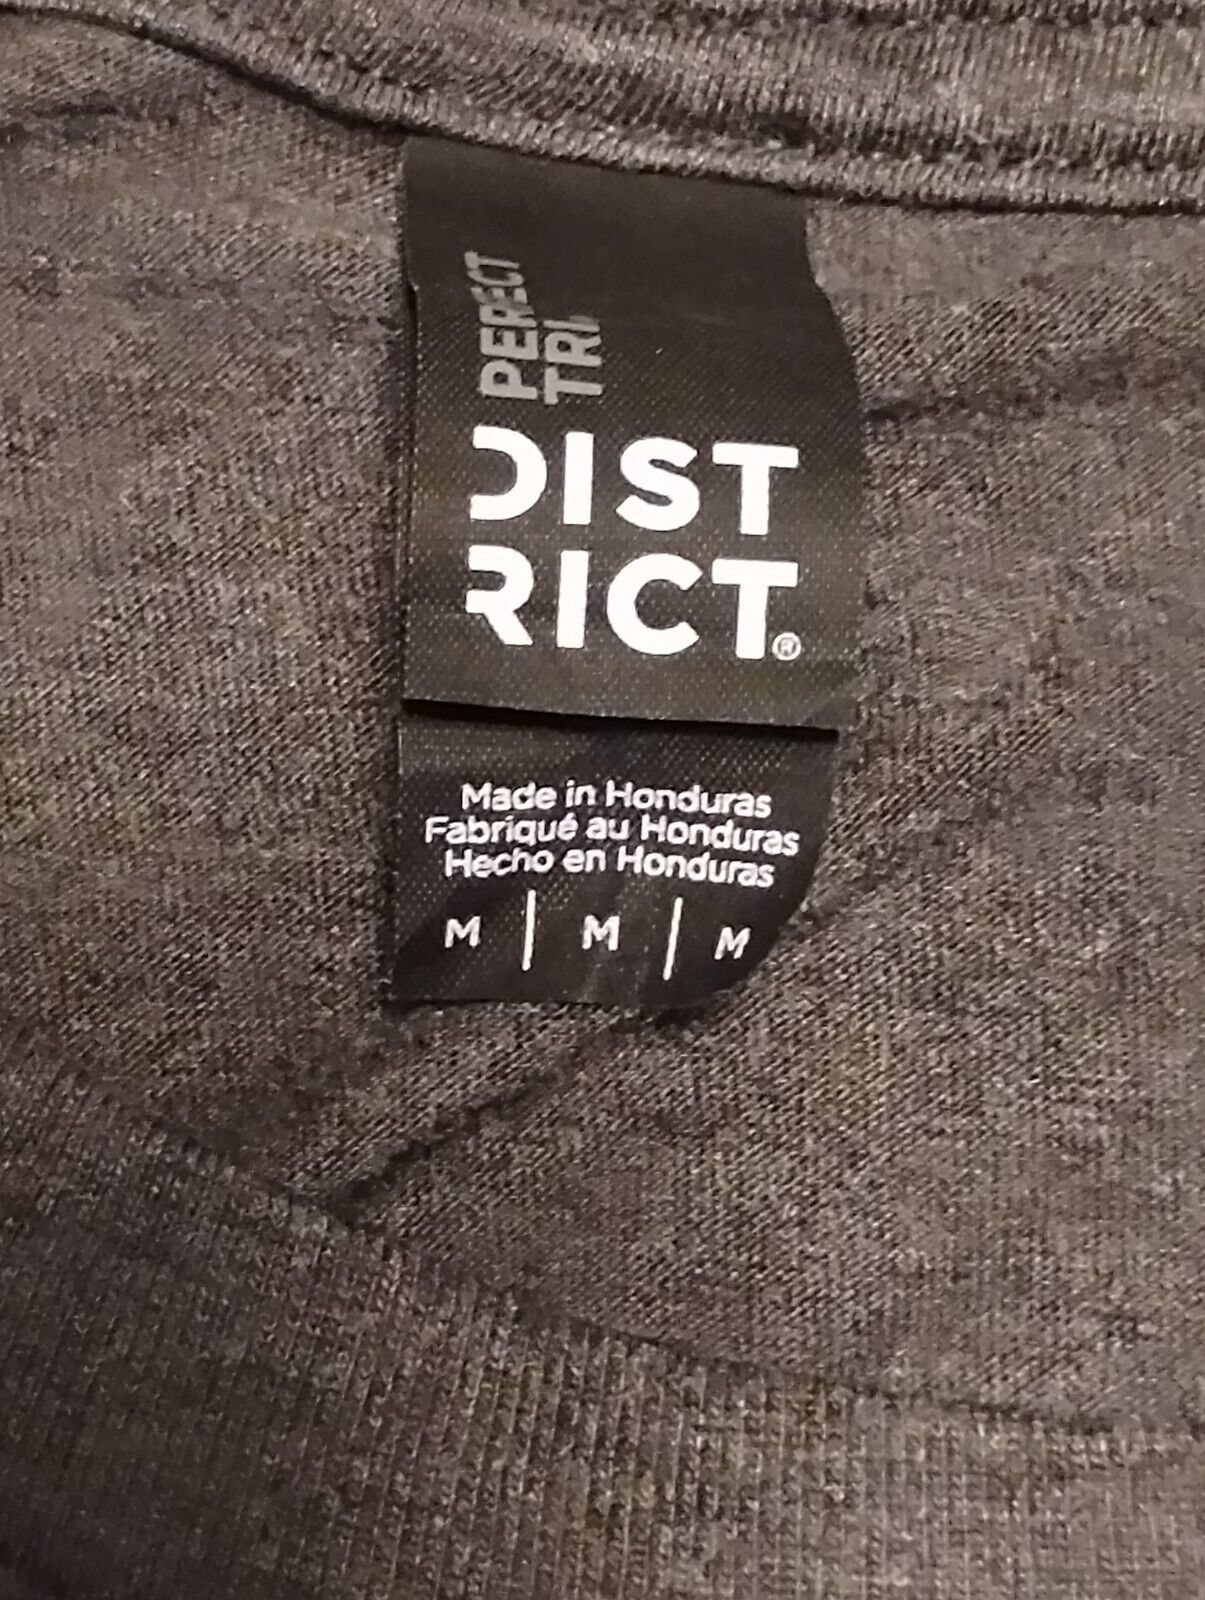 PERFECT
TRI
DIST
RICT®
Made in Honduras
Fabriqué au Honduras
Hecho en Honduras
M | M | M